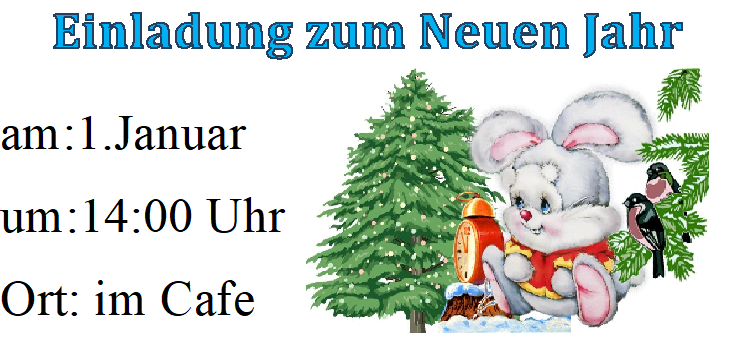 Einladung zum Neuen Jahr
am:1.Januar
um:14:00 Uhr
Ort: im Cafe